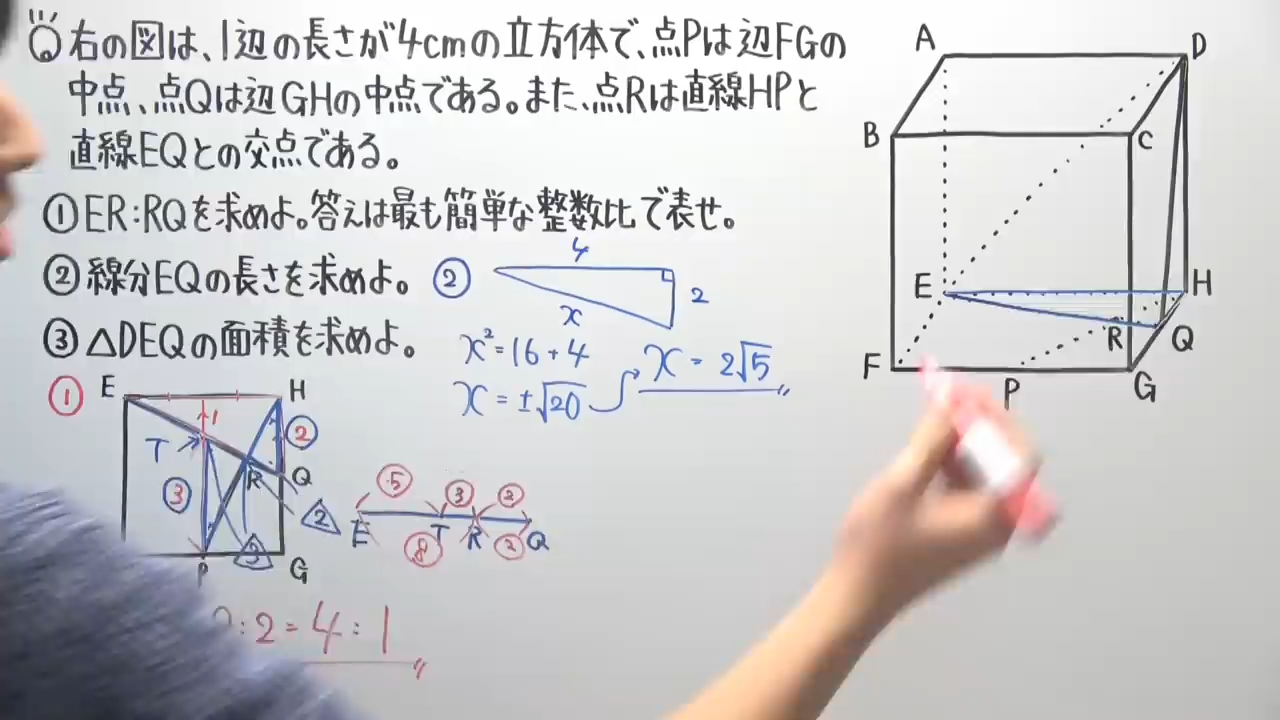 Q 右の図は、1辺の長さが4cmの立方体で、点Pは辺FGの
中点、点Qは辺GHの中点である。また、点Rは直線HPと
直線EQとの交点である。
①ER:RQを求めよ。答えは最も簡単な整数比で表せ。
②線分EQの長さを求めよ。
③△DEQの面積を求めよ。
② 4
2
x
x²=16+4
x=±√20
x=2√5
① E H
1
②
T
R Q
③
2
3
P G
⑤ ③ ②
E T R Q
⑧ ②
:2=4:1
A D
B C
E H
R Q
F P G